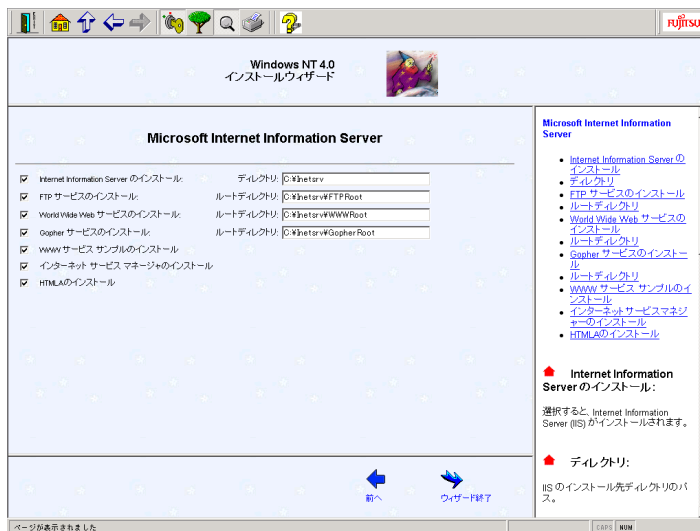 FUJITSU
Windows NT 4.0
インストールウィザード
Microsoft Internet Information Server
Internet Information Server のインストール: ディレクトリ: C:¥Inetsrv
FTP サービスのインストール: ルートディレクトリ: C:¥Inetsrv¥FTPRoot
World Wide Web サービスのインストール: ルートディレクトリ: C:¥Inetsrv¥WWWRoot
Gopher サービスのインストール: ルートディレクトリ: C:¥Inetsrv¥GopherRoot
WWW サービス サンプルのインストール
インターネット サービス マネージャのインストール
HTMLAのインストール
前へ
ウィザード終了
Microsoft Internet Information
Server
Internet Information Server の
インストール
ディレクトリ
FTP サービスのインストール
ルートディレクトリ
World Wide Web サービスの
インストール
ルートディレクトリ
Gopher サービスのインストー
ル
ルートディレクトリ
WWW サービス サンプルのイ
ンストール
インターネット サービスマネジ
ャーのインストール
HTMLAのインストール
Internet Information
Server のインストール:
選択すると、Internet Information
Server (IIS) がインストールされます。
ディレクトリ:
IIS のインストール先ディレクトリのパ
ス。
ページが表示されました
CAPS NUM